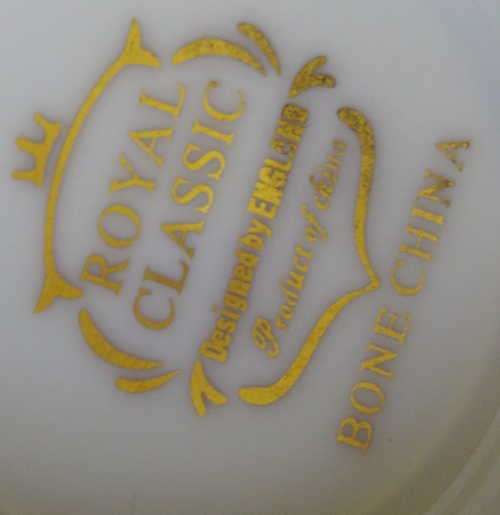 ROYAL
CLASSIC
Designed by ENGLAND
Product of china
BONE CHINA